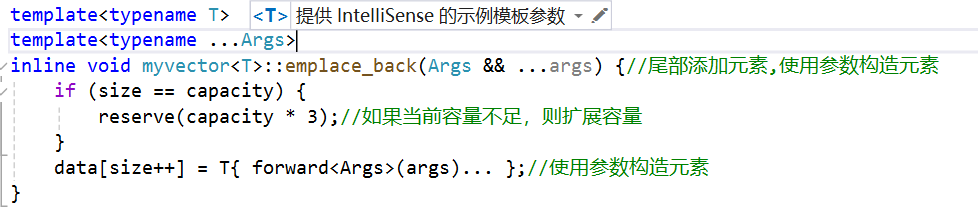 template<typename T> <T> 提供 IntelliSense 的示例模板参数
template<typename ...Args>
inline void myvector<T>::emplace_back(Args && ...args) {//尾部添加元素,使用参数构造元素
    if (size == capacity) {
        reserve(capacity * 3);//如果当前容量不足，则扩展容量
    }
    data[size++] = T{ forward<Args>(args)... };//使用参数构造元素
}